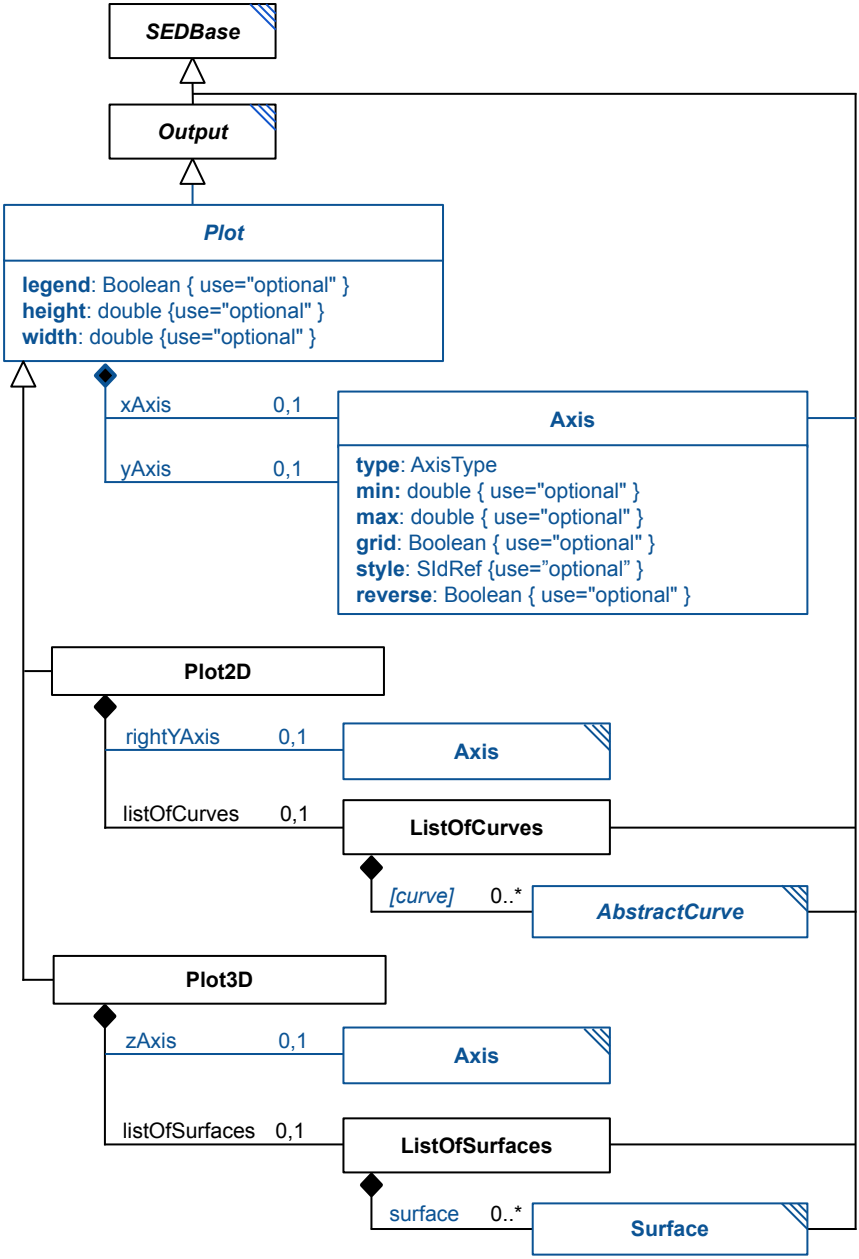 SEDBase
Output
Plot
legend: Boolean { use="optional" }
height: double {use="optional" }
width: double {use="optional" }
xAxis 0,1
yAxis 0,1
Axis
type: AxisType
min: double { use="optional" }
max: double { use="optional" }
grid: Boolean { use="optional" }
style: SIdRef {use=”optional” }
reverse: Boolean { use="optional" }
Plot2D
rightYAxis 0,1
Axis
listOfCurves 0,1
ListOfCurves
[curve] 0..*
AbstractCurve
Plot3D
zAxis 0,1
Axis
listOfSurfaces 0,1
ListOfSurfaces
surface 0..*
Surface